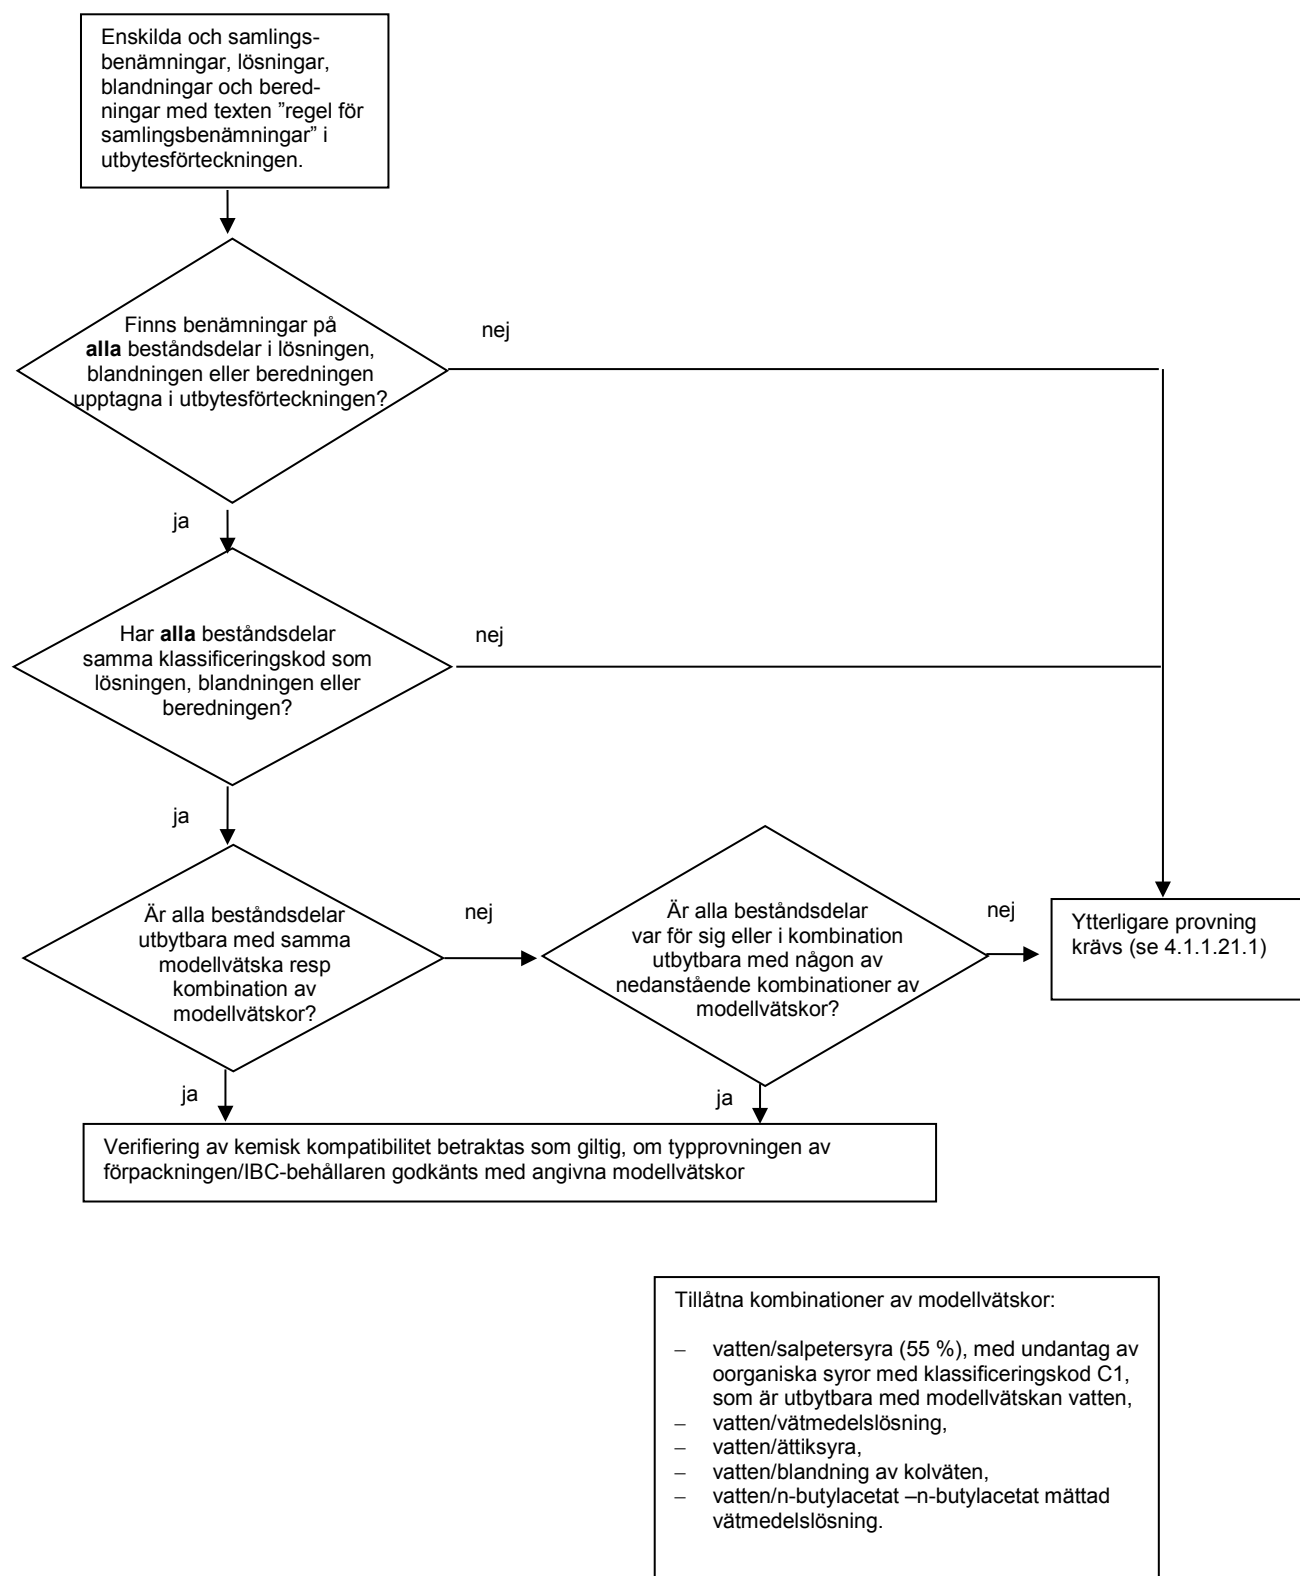 Enskilda och samlings-
benämningar, lösningar,
blandningar och bered-
ningar med texten ”regel för
samlingsbenämningar” i
utbytesförteckningen.
Finns benämningar på
alla beståndsdelar i lösningen,
blandningen eller beredningen
upptagna i utbytesförteckningen?
nej
ja
Har alla beståndsdelar
samma klassificeringskod som
lösningen, blandningen eller
beredningen?
nej
ja
Är alla beståndsdelar
utbytbara med samma
modellvätska resp
kombination av
modellvätskor?
nej
Är alla beståndsdelar
var för sig eller i kombination
utbytbara med någon av
nedanstående kombinationer av
modellvätskor?
nej
Ytterligare provning
krävs (se 4.1.1.21.1)
ja
ja
Verifiering av kemisk kompatibilitet betraktas som giltig, om typprovningen av
förpackningen/IBC-behållaren godkänts med angivna modellvätskor
Tillåtna kombinationer av modellvätskor:
– vatten/salpetersyra (55 %), med undantag av
oorganiska syror med klassificeringskod C1,
som är utbytbara med modellvätskan vatten,
– vatten/vätmedelslösning,
– vatten/ättiksyra,
– vatten/blandning av kolväten,
– vatten/n-butylacetat –n-butylacetat mättad
vätmedelslösning.